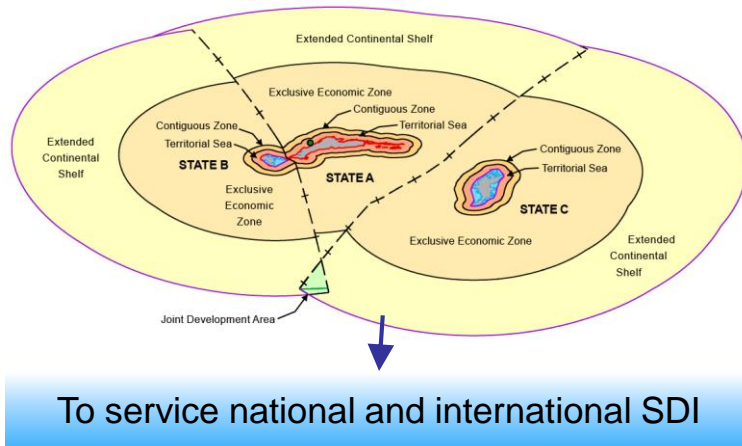 Extended Continental Shelf
Exclusive Economic Zone
Contiguous Zone
Territorial Sea
Contiguous Zone
Territorial Sea
STATE B
Extended
Continental
Shelf
STATE A
Exclusive
Economic
Zone
Contiguous Zone
Territorial Sea
STATE C
Exclusive Economic Zone
Extended
Continental
Shelf
Joint Development Area
To service national and international SDI